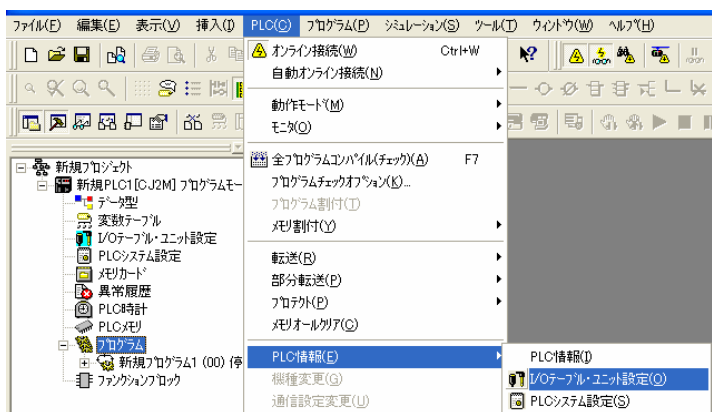 ファイル(F) 編集(E) 表示(V) 挿入(I) PLC(C) プログラム(P) シミュレーション(S) ツール(T) ウィンドウ(W) ヘルプ(H)
オンライン接続(W) Ctrl+W
自動オンライン接続(N)
動作モード(M)
モニタ(O)
全プログラムコンパイル(チェック)(A) F7
プログラムチェックオプション(K)...
プログラム割付(T)
メモリ割付(Y)
転送(R)
部分転送(P)
プロテクト(P)
メモリオールクリア(C)
PLC情報(E)
機種変更(G)
通信設定変更(U)
PLC情報(I)
I/Oテーブル・ユニット設定(O)
PLCシステム設定(S)
新規プロジェクト
新規PLC1[CJ2M] プログラムモー
データ型
変数テーブル
I/Oテーブル・ユニット設定
PLCシステム設定
メモリカード
異常履歴
PLC時計
PLCメモリ
プログラム
新規プログラム1 (00) 停
ファンクションブロック